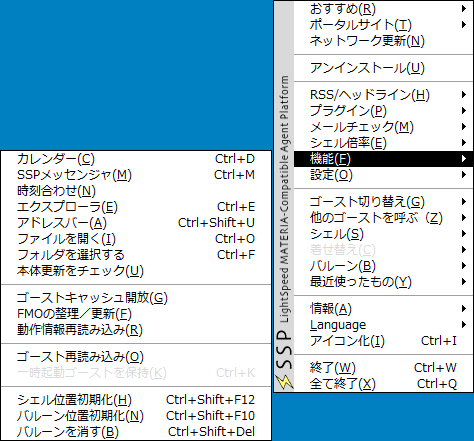 おすすめ(R)
ポータルサイト(T)
ネットワーク更新(N)
アンインストール(U)
RSS/ヘッドライン(H)
プラグイン(P)
メールチェック(M)
シェル倍率(E)
機能(F)
設定(O)
ゴースト切り替え(G)
他のゴーストを呼ぶ（Z)
シェル(S)
着せ替え(C)
バルーン(B)
最近使ったもの(Y)
情報(A)
Language
アイコン化(I) Ctrl+I
終了(W) Ctrl+W
全て終了(X) Ctrl+Q
SSP LightSpeed MATERIA-Compatible Agent Platform
カレンダー(C) Ctrl+D
SSPメッセンジャ(M) Ctrl+M
時刻合わせ(N)
エクスプローラ(E) Ctrl+E
アドレスバー(A) Ctrl+Shift+U
ファイルを開く(I) Ctrl+O
フォルダを選択する Ctrl+F
本体更新をチェック(U)
ゴーストキャッシュ開放(G)
FMOの整理／更新(F)
動作情報再読み込み(R)
ゴースト再読み込み(O)
一時起動ゴーストを保持(K) Ctrl+K
シェル位置初期化(H) Ctrl+Shift+F12
バルーン位置初期化(N) Ctrl+Shift+F10
バルーンを消す(B) Ctrl+Shift+Del